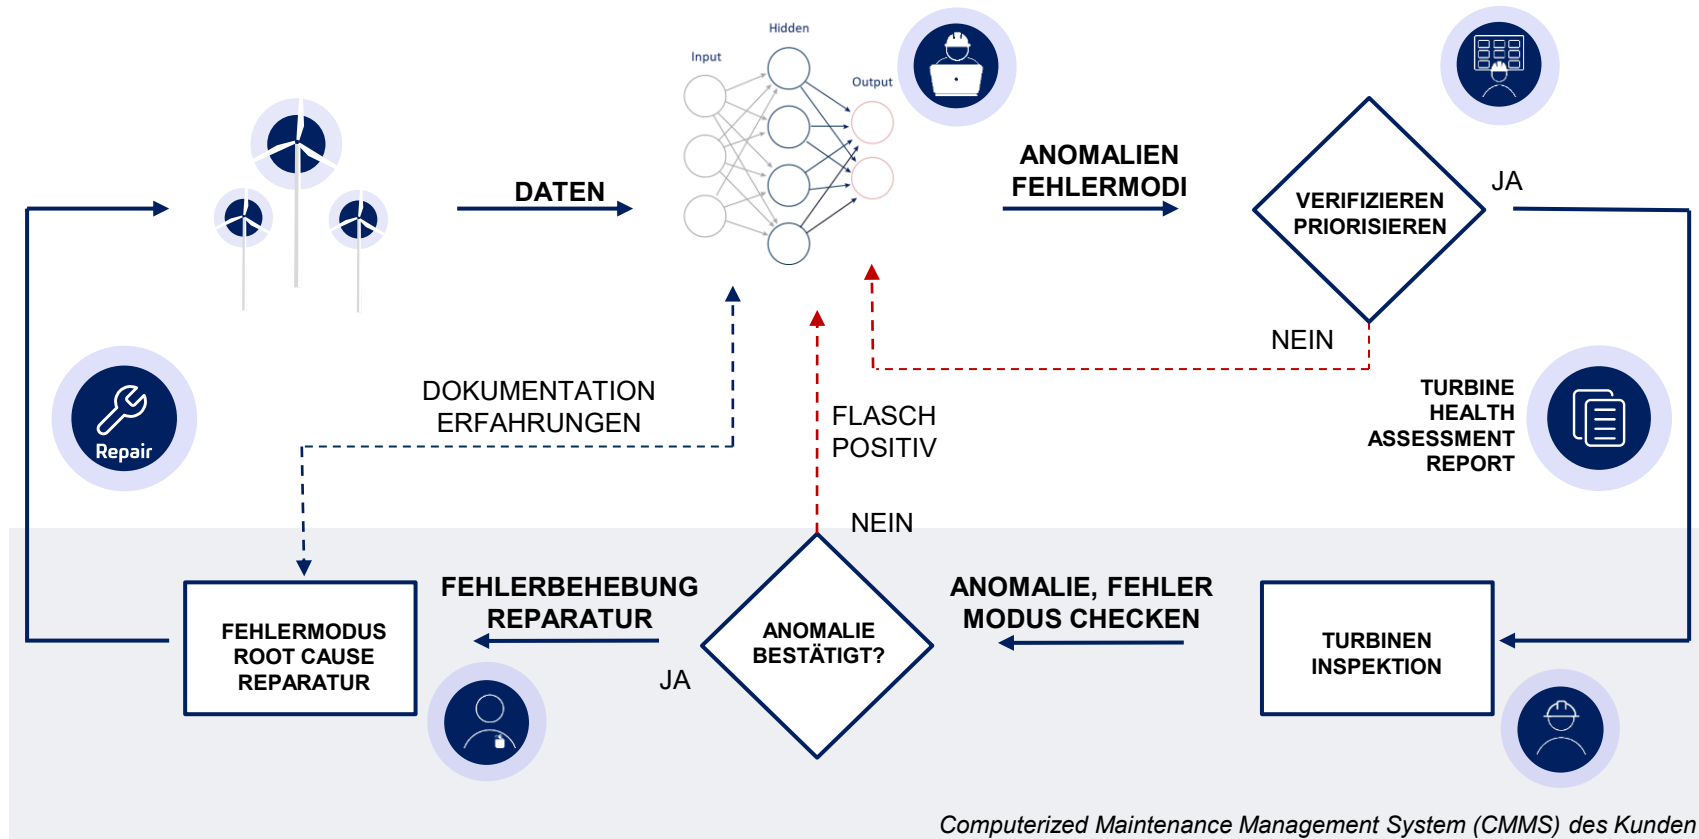 Hidden
Input
Output
DATEN
ANOMALIEN
FEHLERMODI
VERIFIZIEREN
PRIORISIEREN
JA
NEIN
TURBINE
HEALTH
ASSESSMENT
REPORT
DOKUMENTATION
ERFAHRUNGEN
FLASCH
POSITIV
Repair
NEIN
FEHLERMODUS
ROOT CAUSE
REPARATUR
FEHLERBEHEBUNG
REPARATUR
JA
ANOMALIE
BESTÄTIGT?
ANOMALIE, FEHLER
MODUS CHECKEN
TURBINEN
INSPEKTION
Computerized Maintenance Management System (CMMS) des Kunden